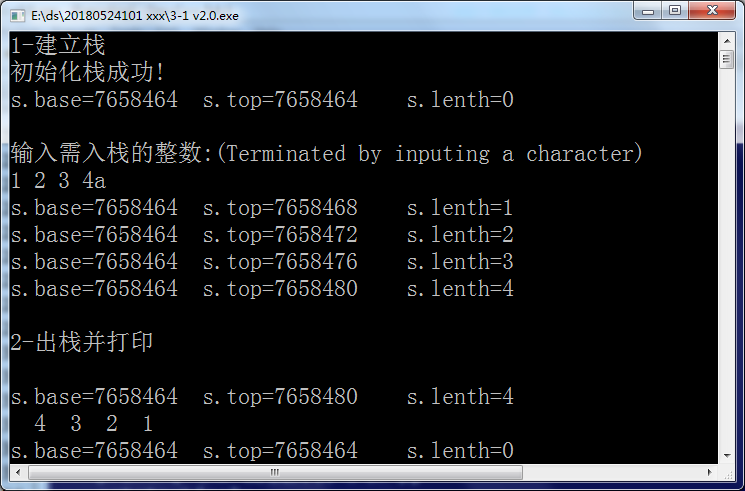 E:\ds\20180524101 xxx\3-1 v2.0.exe
1-建立栈
初始化栈成功!
s.base=7658464  s.top=7658464    s.lenth=0
输入需入栈的整数:(Terminated by inputing a character)
1 2 3 4a
s.base=7658464  s.top=7658468    s.lenth=1
s.base=7658464  s.top=7658472    s.lenth=2
s.base=7658464  s.top=7658476    s.lenth=3
s.base=7658464  s.top=7658480    s.lenth=4
2-出栈并打印
s.base=7658464  s.top=7658480    s.lenth=4
  4  3  2  1
s.base=7658464  s.top=7658464    s.lenth=0